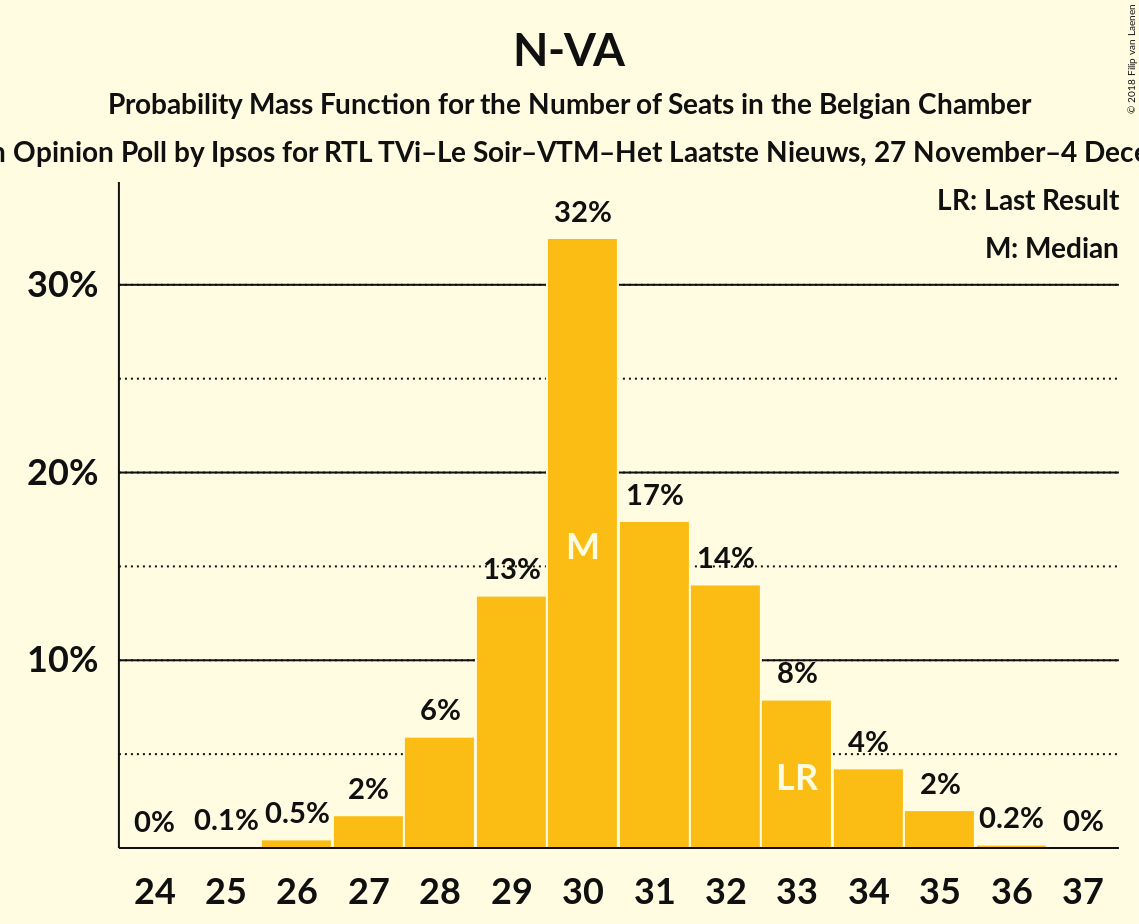 N-VA
Probability Mass Function for the Number of Seats in the Belgian Chamber
Opinion Poll by Ipsos for RTL TVi–Le Soir–VTM–Het Laatste Nieuws, 27 November–4
© 2018 Filip van Laenen
LR: Last Result
M: Median
30%
20%
10%
0%
0.1%
0.5%
2%
6%
13%
32%
17%
14%
8%
4%
2%
0.2%
0%
M
LR
24 25 26 27 28 29 30 31 32 33 34 35 36 37